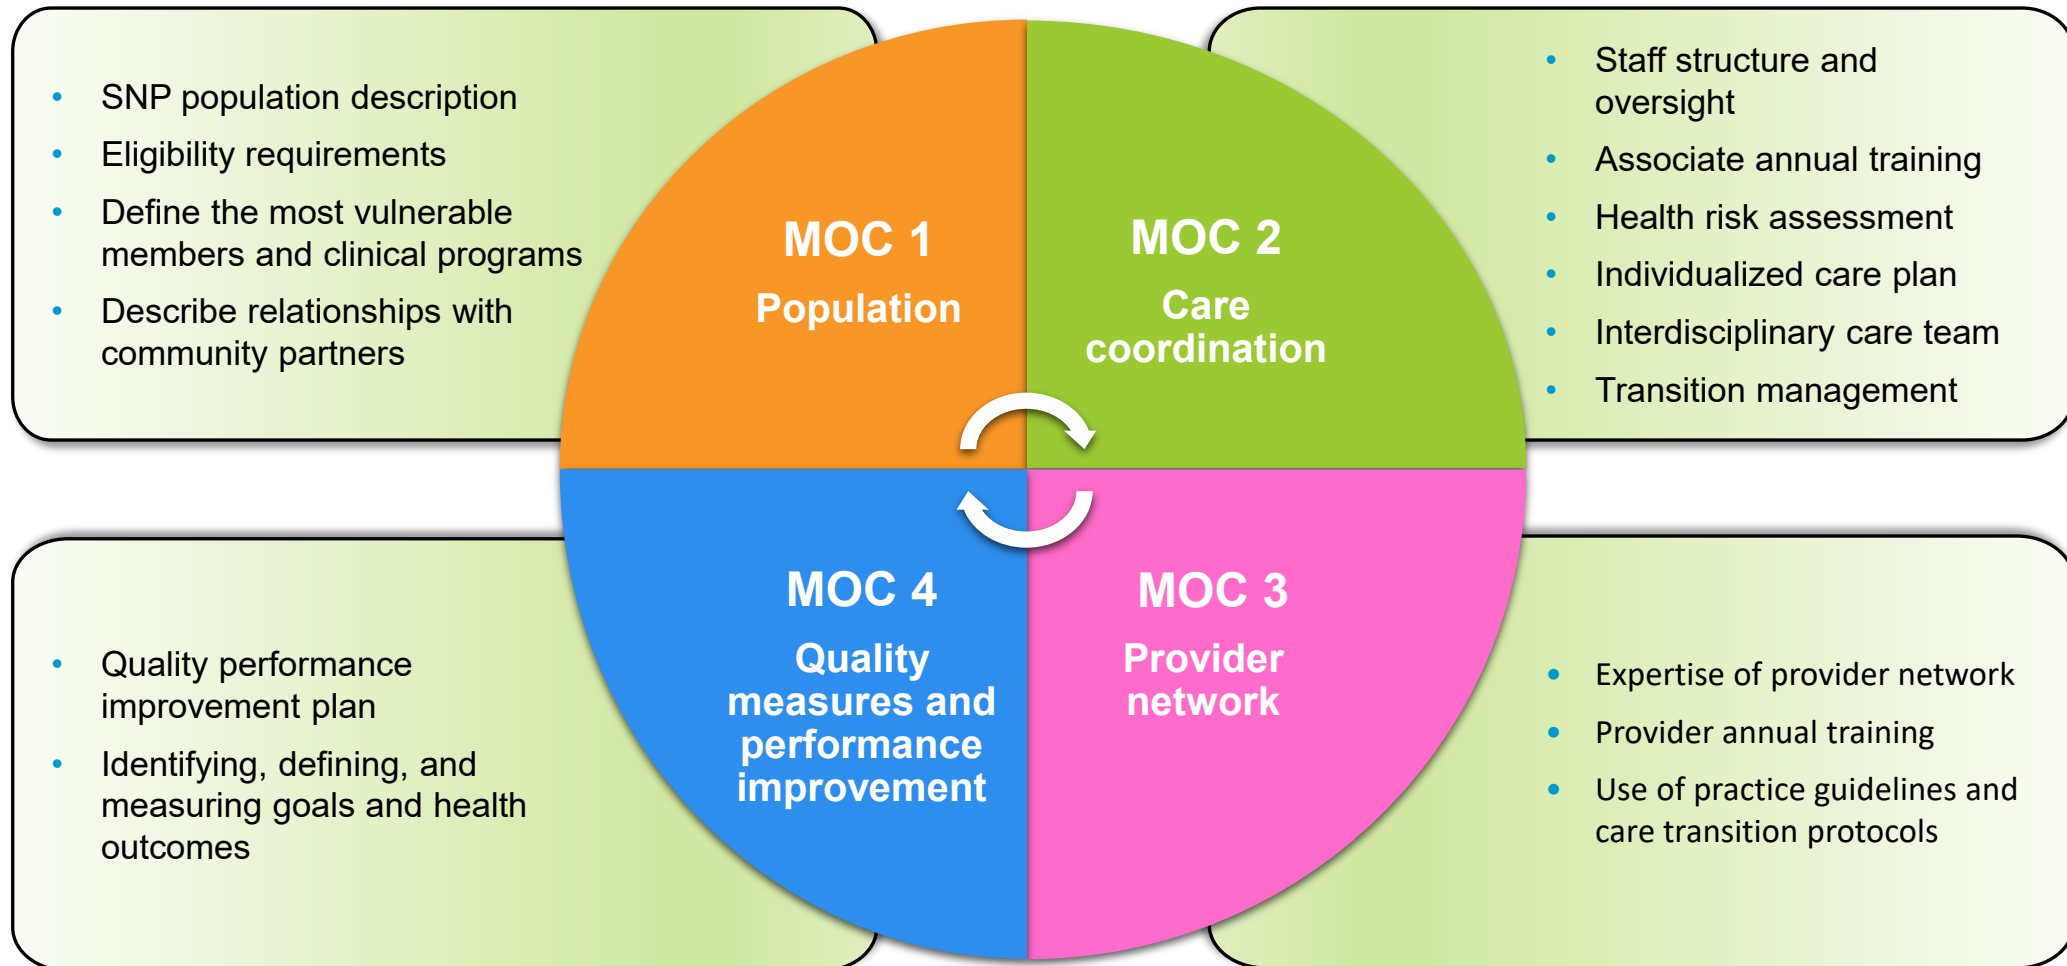 • SNP population description
• Eligibility requirements
• Define the most vulnerable
members and clinical programs
• Describe relationships with
community partners
MOC 1
Population
MOC 2
Care
coordination
• Staff structure and
oversight
• Associate annual training
• Health risk assessment
• Individualized care plan
• Interdisciplinary care team
• Transition management
• Quality performance
improvement plan
• Identifying, defining, and
measuring goals and health
outcomes
MOC 4
Quality
measures and
performance
improvement
MOC 3
Provider
network
• Expertise of provider network
• Provider annual training
• Use of practice guidelines and
care transition protocols